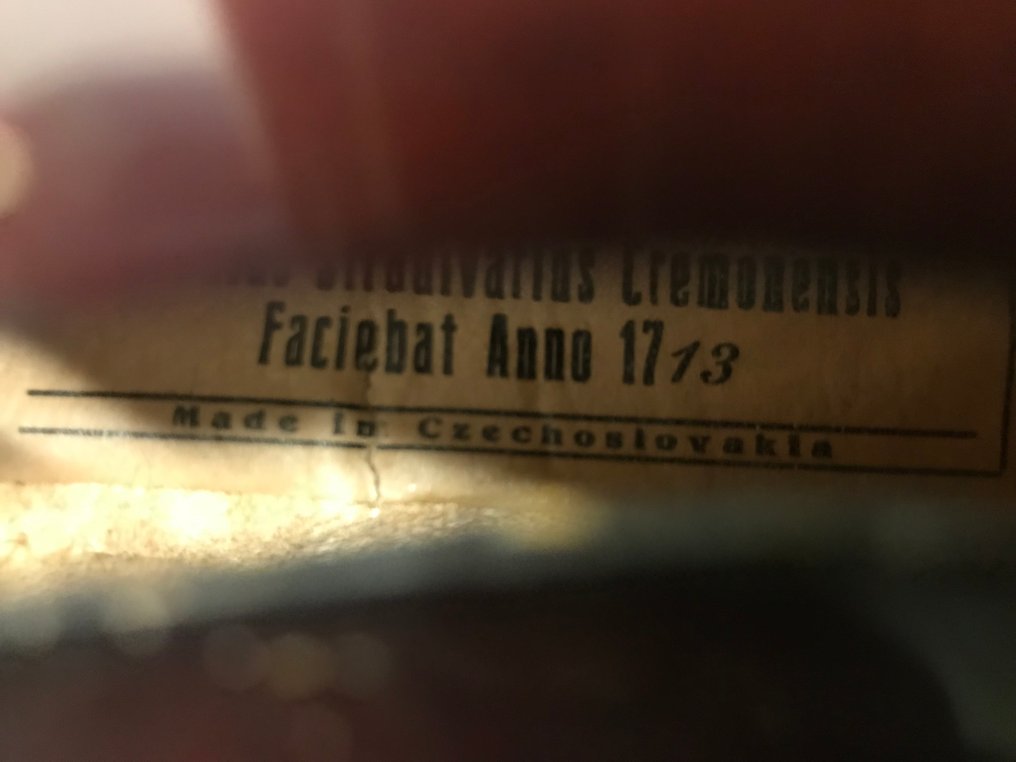 Stradivarius Cremonensis
Faciebat Anno 1713
Made in Czechoslovakia